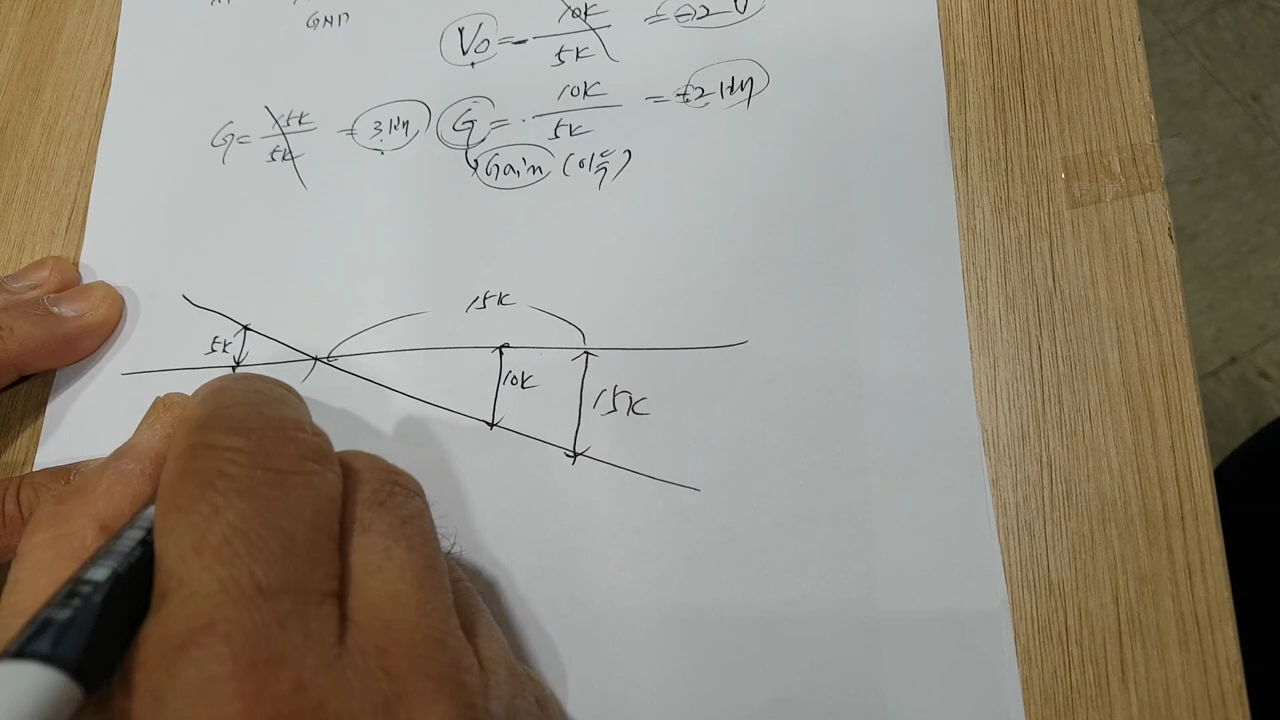 GND
Vo = - 10K / 5K = -2 V
G = 15K / 5K = 3배
G = - 10K / 5K = -2배
Gain (이득)
15K
5K
10K
15K